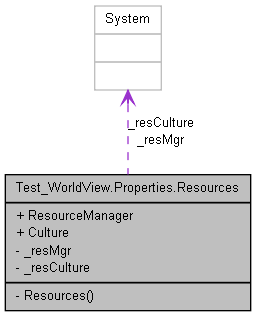 System
_resCulture
_resMgr
Test_WorldView.Properties.Resources
+ ResourceManager
+ Culture
- _resMgr
- _resCulture
- Resources()